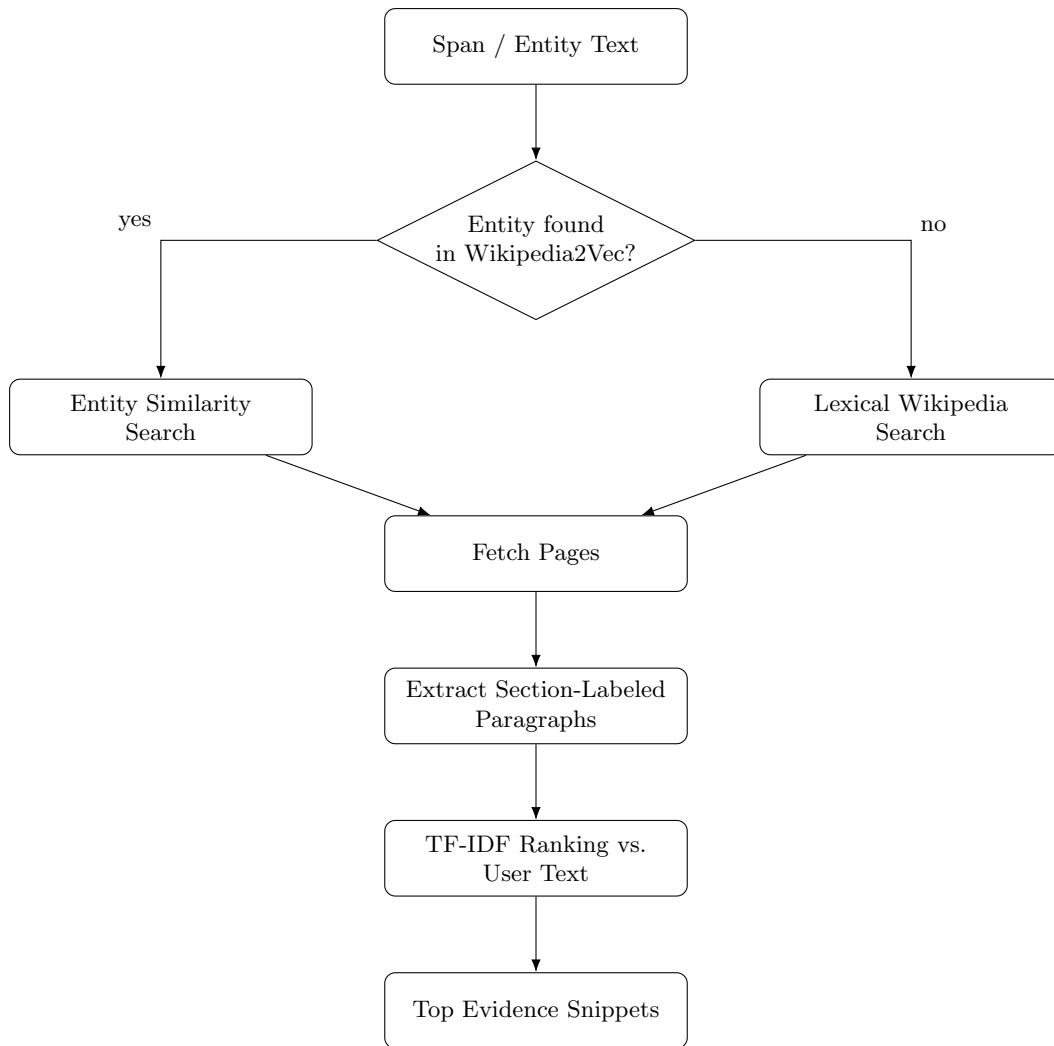 Span / Entity Text
Entity found
in Wikipedia2Vec?
yes
no
Entity Similarity
Search
Lexical Wikipedia
Search
Fetch Pages
Extract Section-Labeled
Paragraphs
TF-IDF Ranking vs.
User Text
Top Evidence Snippets